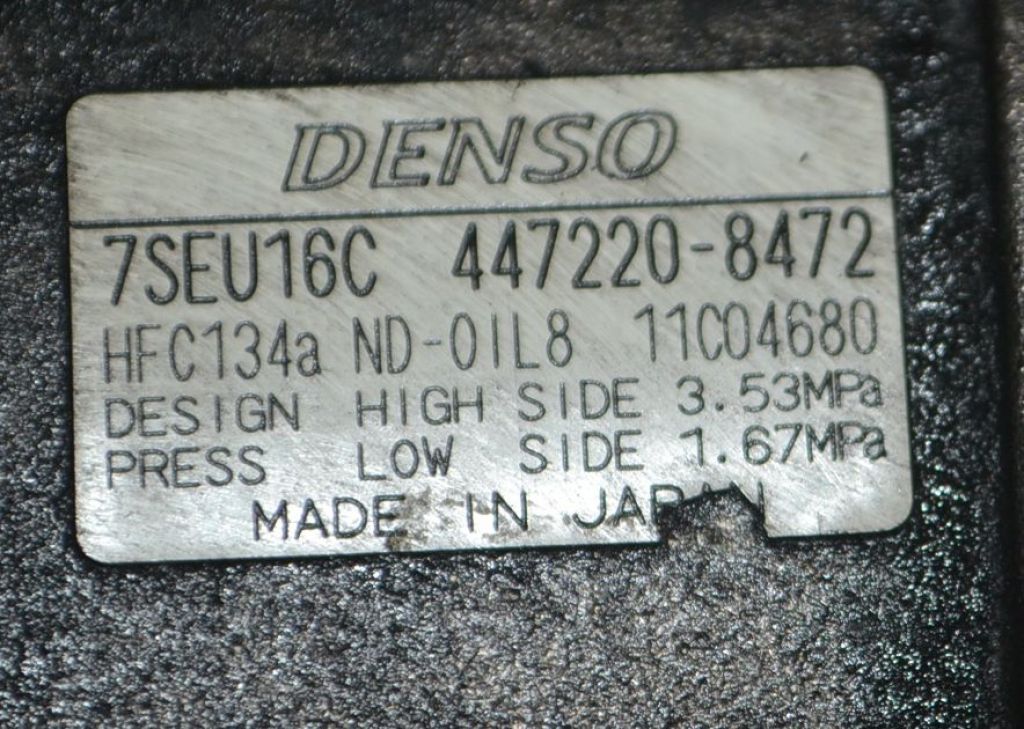 DENSO
7SEU16C 447220-8472
HFC134a ND-OIL8 11C04680
DESIGN HIGH SIDE 3.53MPa
PRESS LOW SIDE 1.67MPa
MADE IN JAPAN